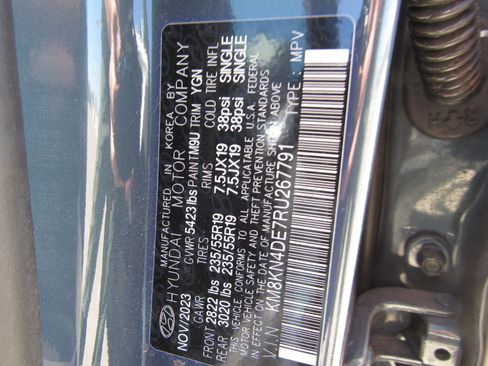 MANUFACTURED IN KOREA BY
HYUNDAI MOTOR COMPANY
NOV/2023 GVWR 5423 lbs PAINT M9U TRIM YGN
GAWR TIRES RIMS COLD TIRE INFL
FRONT 2822 lbs 235/55R19 7.5JX19 38psi SINGLE
REAR 3020 lbs 235/55R19 7.5JX19 38psi SINGLE
THIS VEHICLE CONFORMS TO ALL APPLICABLE U.S.A. FEDERAL
MOTOR VEHICLE SAFETY AND THEFT PREVENTION STANDARDS
IN EFFECT ON THE DATE OF MANUFACTURE SHOWN ABOVE.
V.I.N KM8KN4DE7RU267791 TYPE : MPV